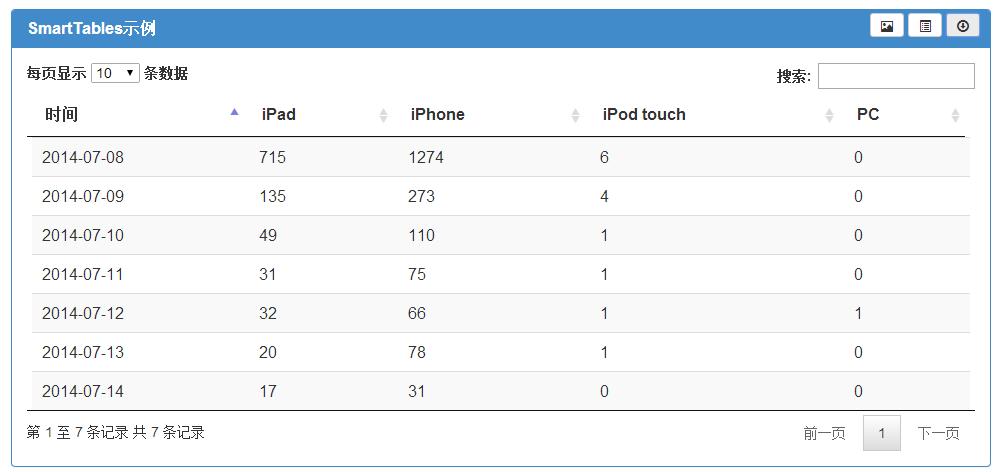 SmartTables示例
每页显示 10 条数据 搜索:
时间 iPad iPhone iPod touch PC
2014-07-08 715 1274 6 0
2014-07-09 135 273 4 0
2014-07-10 49 110 1 0
2014-07-11 31 75 1 0
2014-07-12 32 66 1 1
2014-07-13 20 78 1 0
2014-07-14 17 31 0 0
第 1 至 7 条记录 共 7 条记录 前一页 1 下一页